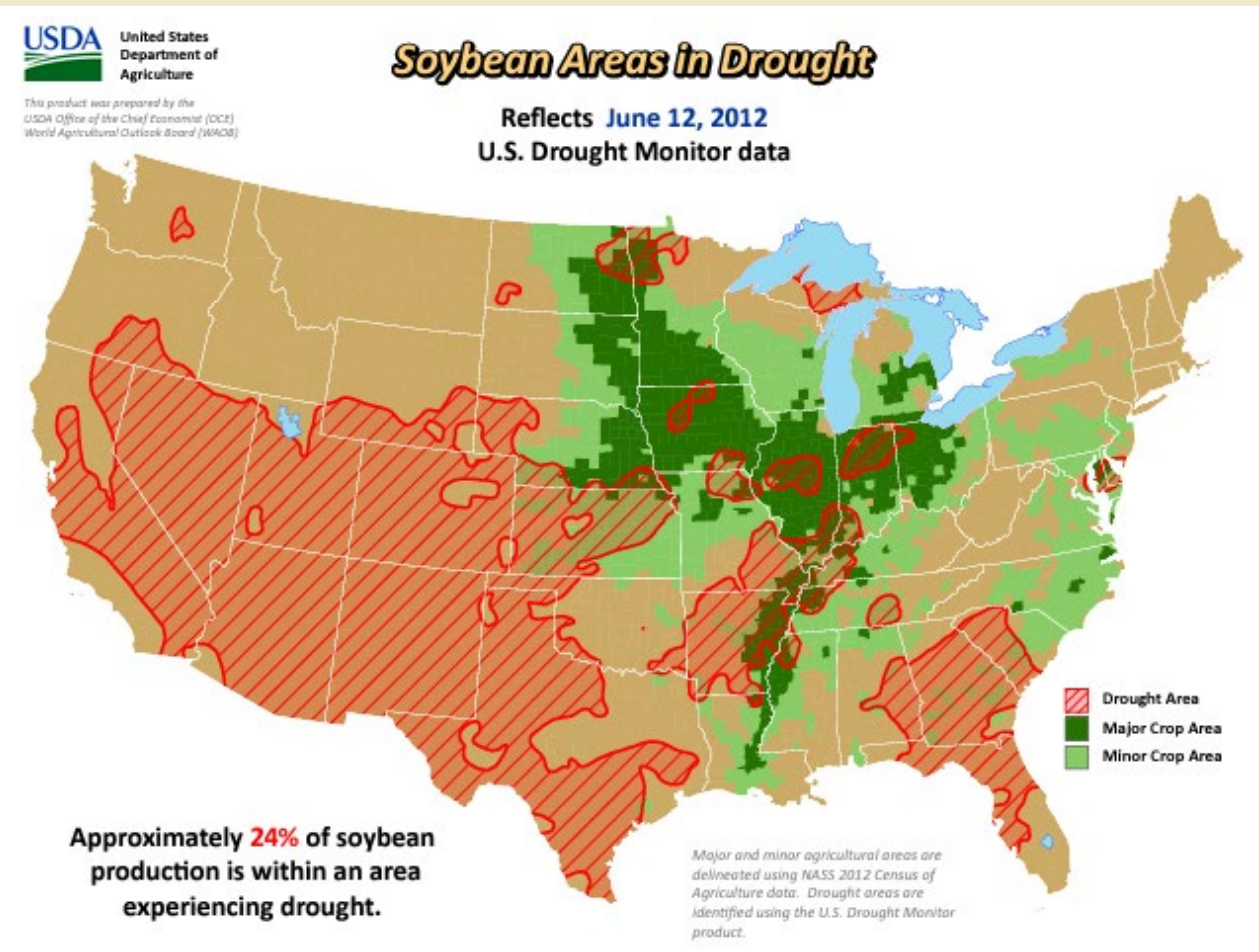 USDA
United States
Department of
Agriculture
This product was prepared by the
USDA Office of the Chief Economist (OCE)
World Agricultural Outlook Board (WAOB)
Soybean Areas in Drought
Reflects June 12, 2012
U.S. Drought Monitor data
Drought Area
Major Crop Area
Minor Crop Area
Approximately 24% of soybean
production is within an area
experiencing drought.
Major and minor agricultural areas are
delineated using NASS 2012 Census of
Agriculture data. Drought areas are
identified using the U.S. Drought Monitor
product.